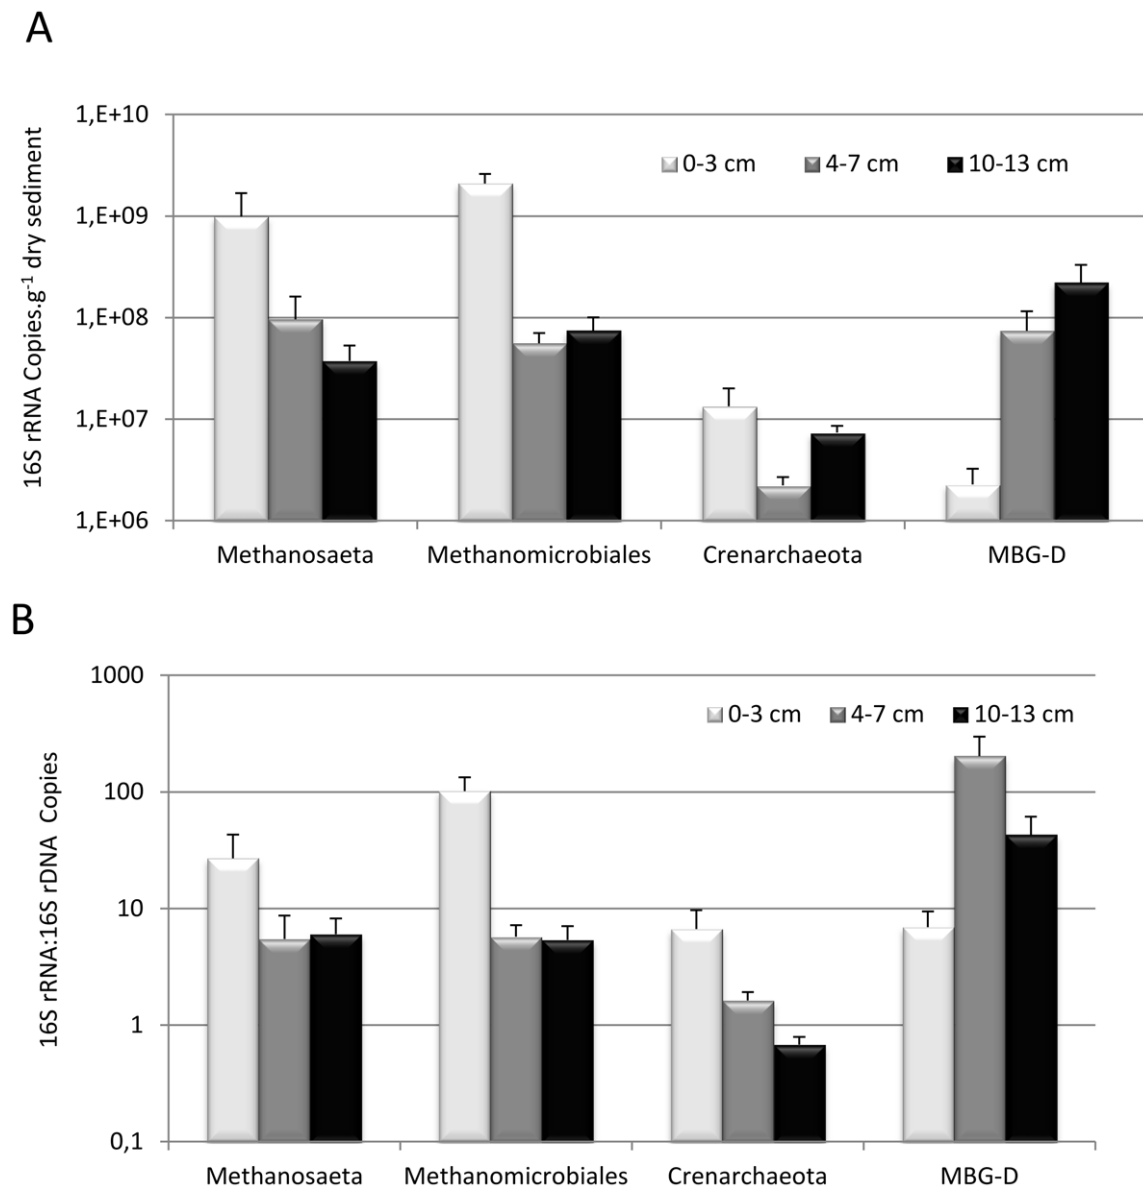 A
16S rRNA Copies.g-1 dry sediment
1,E+10
1,E+09
1,E+08
1,E+07
1,E+06
0-3 cm 4-7 cm 10-13 cm
Methanosaeta Methanomicrobiales Crenarchaeota MBG-D
B
16S rRNA:16S rDNA Copies
1000
100
10
1
0,1
0-3 cm 4-7 cm 10-13 cm
Methanosaeta Methanomicrobiales Crenarchaeota MBG-D